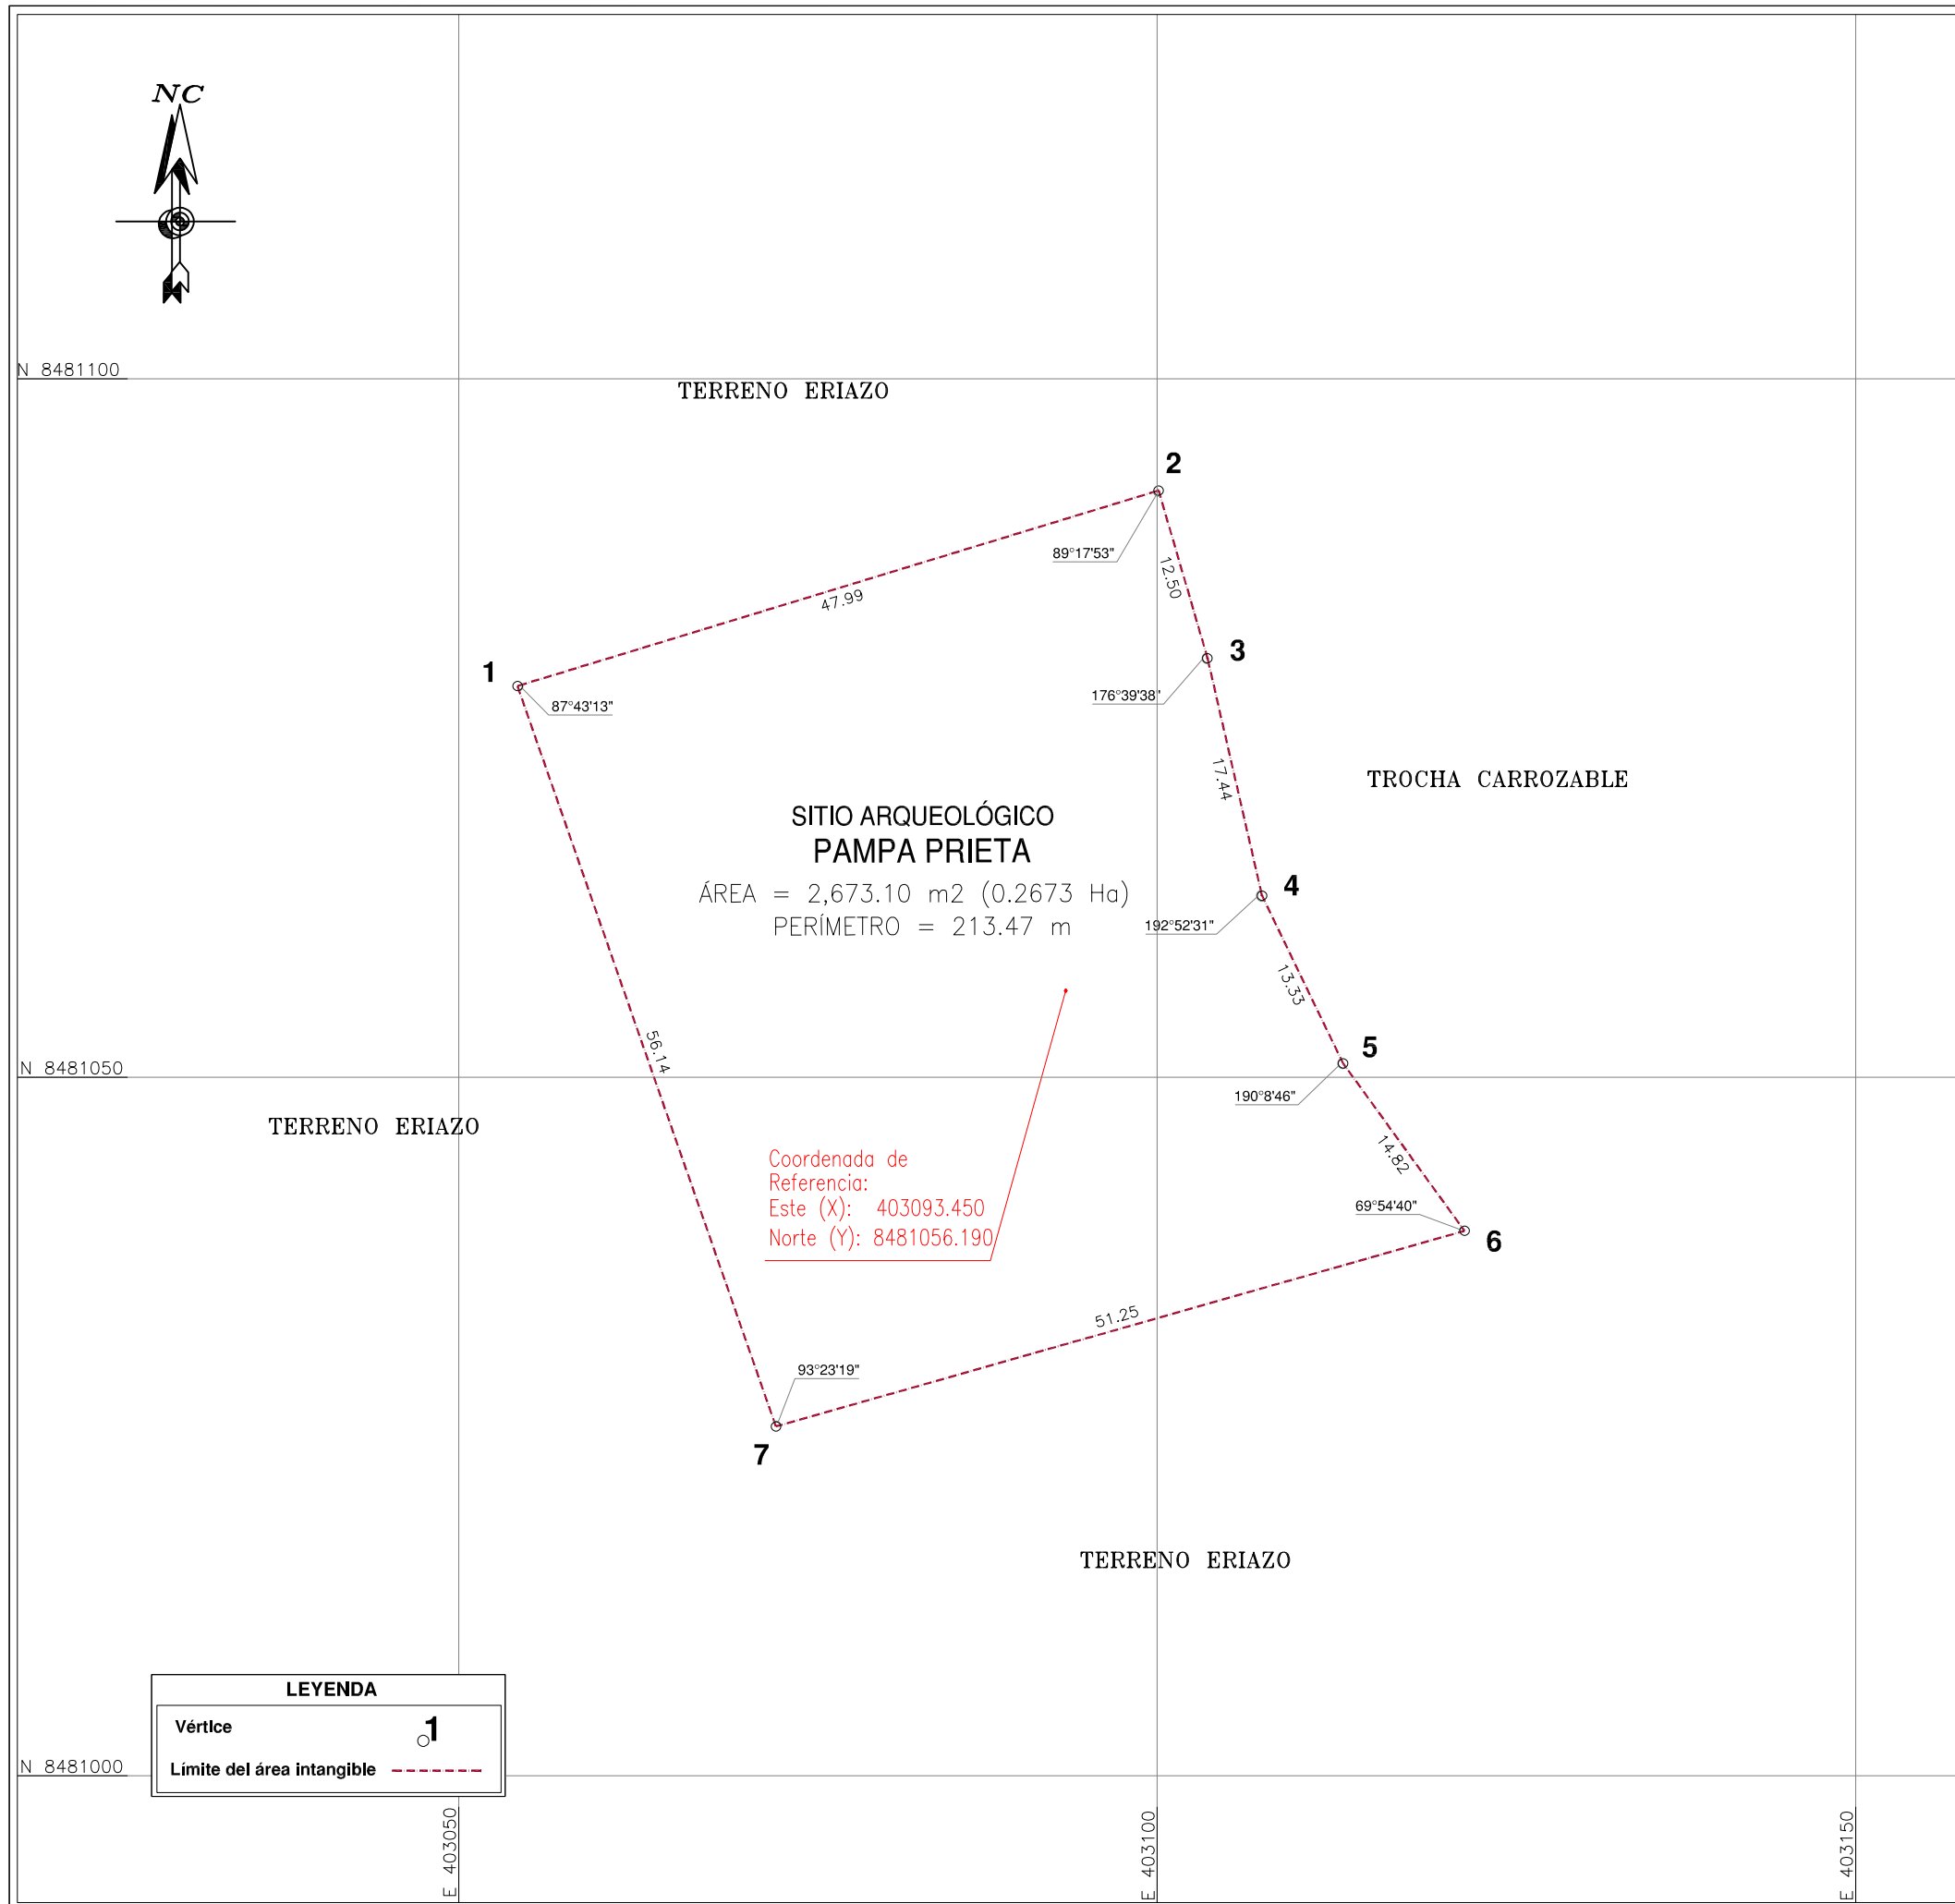 NC
N 8481100
TERRENO ERIAZO
2
89°17'53"
12.50
47.99
1
87°43'13"
3
176°39'38"
17.44
TROCHA CARROZABLE
SITIO ARQUEOLÓGICO
PAMPA PRIETA
ÁREA = 2,673.10 m2 (0.2673 Ha)
PERÍMETRO = 213.47 m
4
192°52'31"
13.33
56.14
5
N 8481050
190°8'46"
TERRENO ERIAZO
14.82
Coordenada de
Referencia:
Este (X): 403093.450
Norte (Y): 8481056.190
69°54'40"
6
51.25
93°23'19"
7
TERRENO ERIAZO
LEYENDA
Vértice 1
Límite del área intangible
N 8481000
E 403050
E 403100
E 403150